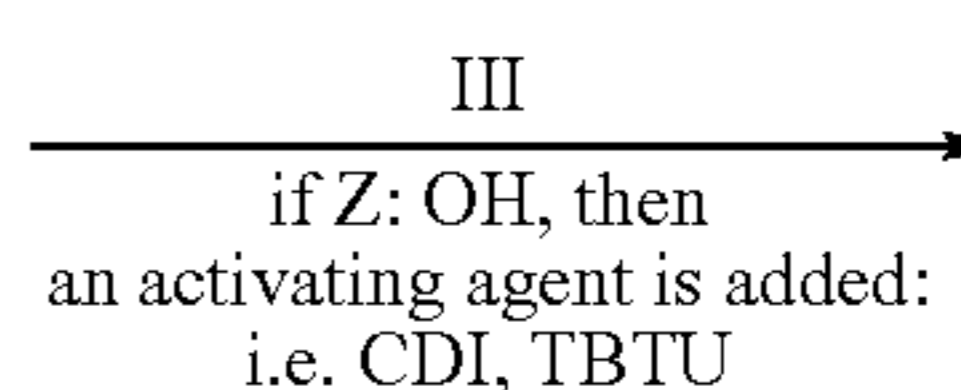 III
if Z: OH, then
an activating agent is added:
i.e. CDI, TBTU